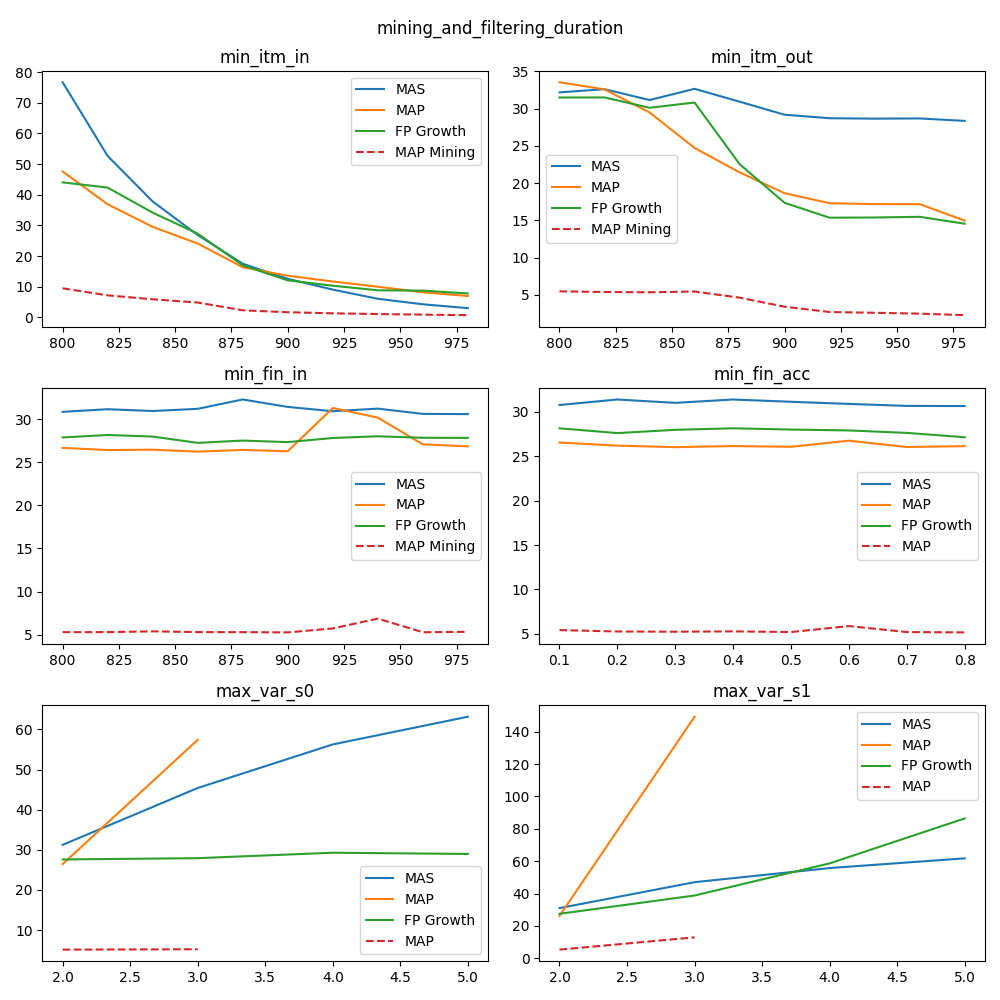 mining_and_filtering_duration
min_itm_in
80
70
60
50
40
30
20
10
0
800 825 850 875 900 925 950 975
MAS
MAP
FP Growth
MAP Mining
min_itm_out
35
30
25
20
15
10
5
800 825 850 875 900 925 950 975
MAS
MAP
FP Growth
MAP Mining
min_fin_in
30
25
20
15
10
5
800 825 850 875 900 925 950 975
MAS
MAP
FP Growth
MAP Mining
min_fin_acc
30
25
20
15
10
5
0.1 0.2 0.3 0.4 0.5 0.6 0.7 0.8
MAS
MAP
FP Growth
MAP
max_var_s0
60
50
40
30
20
10
2.0 2.5 3.0 3.5 4.0 4.5 5.0
MAS
MAP
FP Growth
MAP
max_var_s1
140
120
100
80
60
40
20
0
2.0 2.5 3.0 3.5 4.0 4.5 5.0
MAS
MAP
FP Growth
MAP